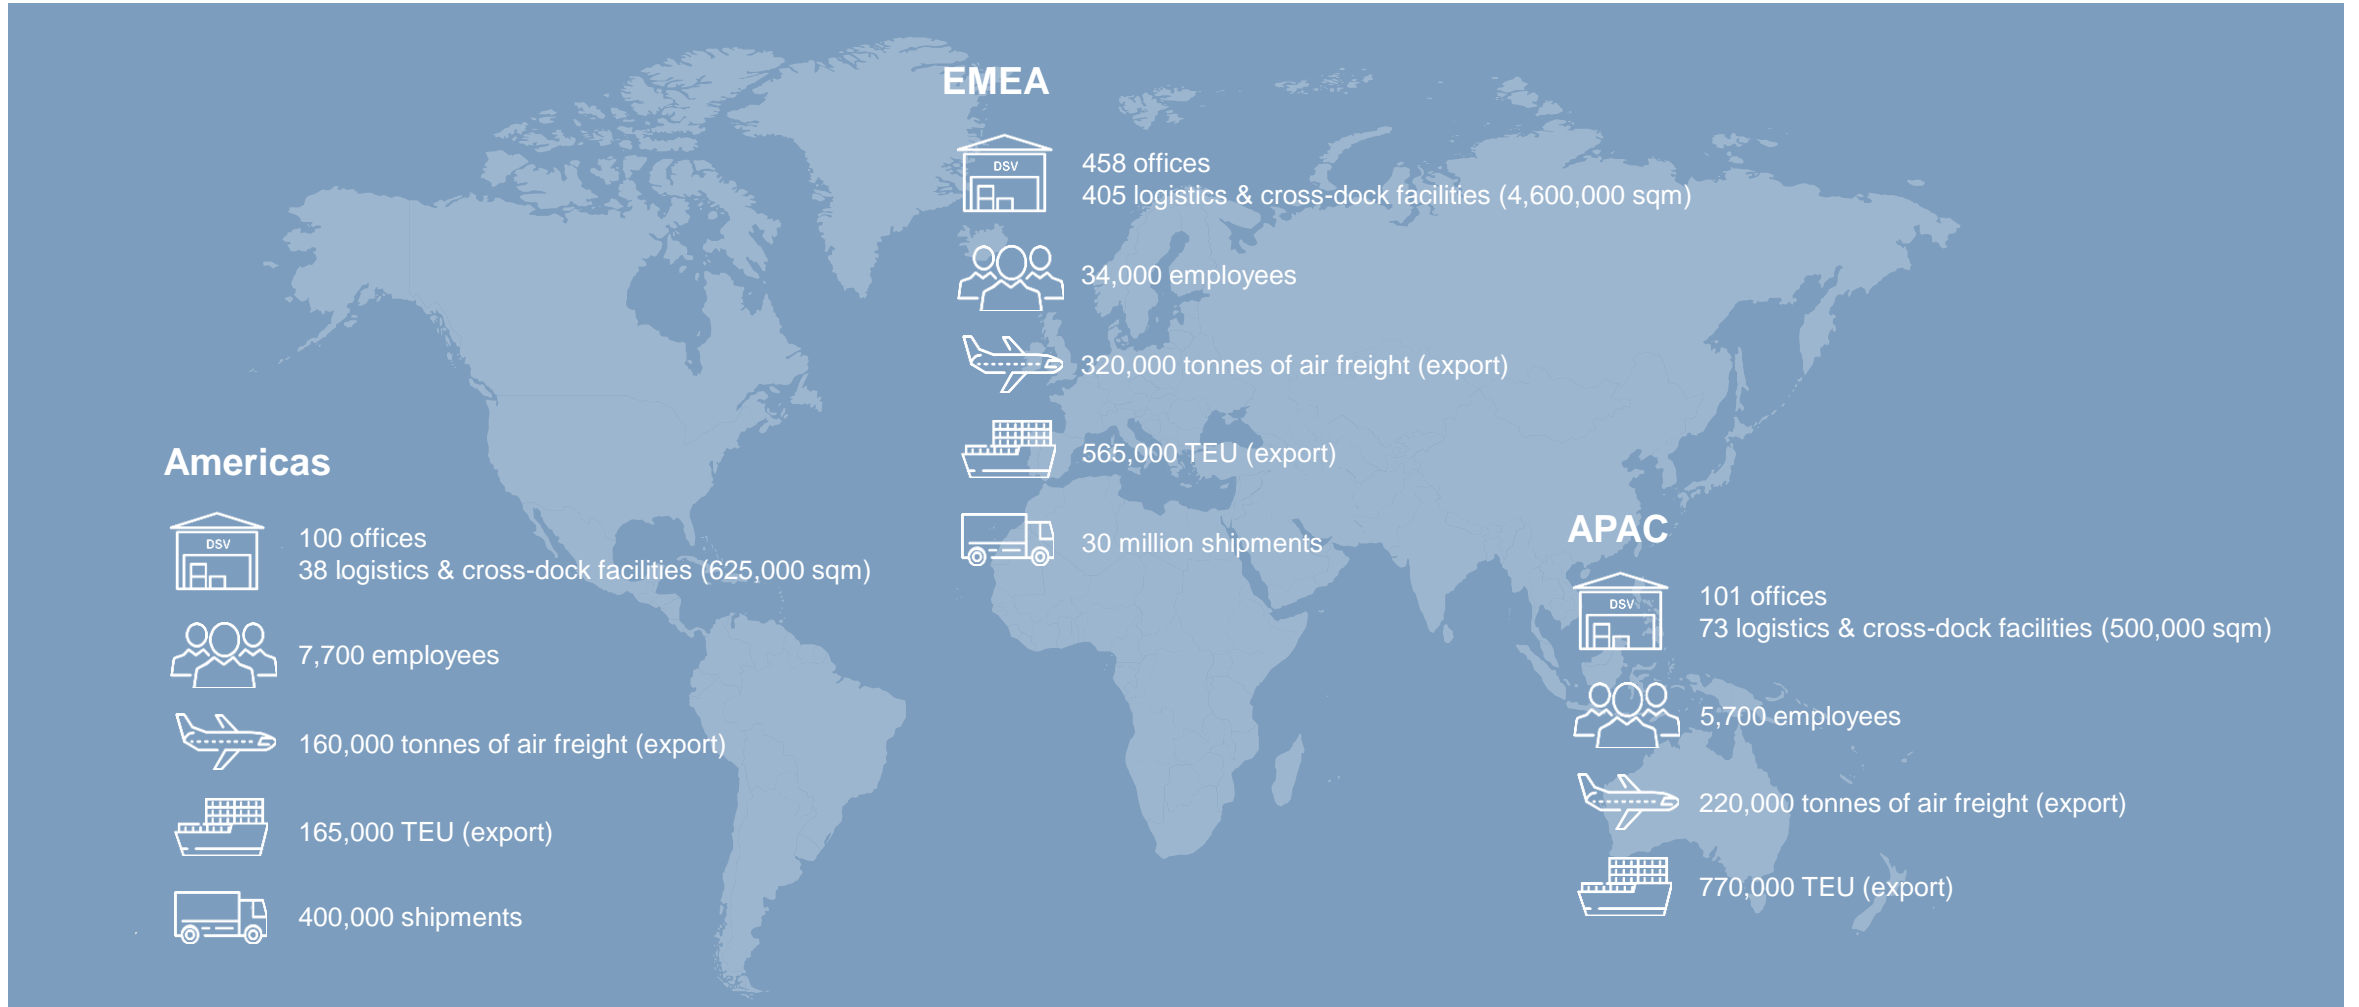 EMEA
DSV
458 offices
405 logistics & cross-dock facilities (4,600,000 sqm)
34,000 employees
320,000 tonnes of air freight (export)
565,000 TEU (export)
30 million shipments
Americas
DSV
100 offices
38 logistics & cross-dock facilities (625,000 sqm)
7,700 employees
160,000 tonnes of air freight (export)
165,000 TEU (export)
400,000 shipments
APAC
DSV
101 offices
73 logistics & cross-dock facilities (500,000 sqm)
5,700 employees
220,000 tonnes of air freight (export)
770,000 TEU (export)